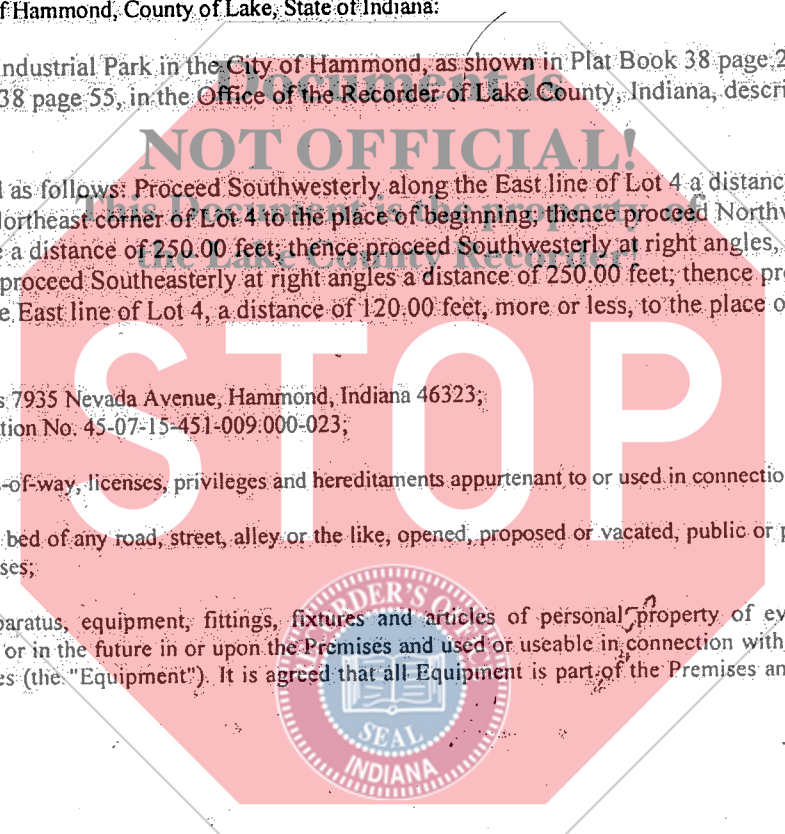 f Hammond, County of Lake, State of Indiana:
ndustrial Park in the City of Hammond, as shown in Plat Book 38 page 2
38 page 55, in the Office of the Recorder of Lake County, Indiana, descri
Document is
NOT OFFICIAL!
This Document is the property of
the Lake County Recorder!
d as follows: Proceed Southwesterly along the East line of Lot 4 a distanc
Northeast corner of Lot 4 to the place of beginning; thence proceed Northw
e a distance of 250.00 feet; thence proceed Southwesterly at right angles,
proceed Southeasterly at right angles a distance of 250.00 feet; thence pr
e East line of Lot 4, a distance of 120.00 feet, more or less, to the place o
STOP
s 7935 Nevada Avenue, Hammond, Indiana 46323;
tion No. 45-07-15-451-009.000-023;
-of-way, licenses, privileges and hereditaments appurtenant to or used in connectio
bed of any road, street, alley or the like, opened, proposed or vacated, public or p
ses;
paratus, equipment, fittings, fixtures and articles of personal property of ev
or in the future in or upon the Premises and used or useable in connection with
es (the "Equipment"). It is agreed that all Equipment is part of the Premises an
SEAL
INDIANA